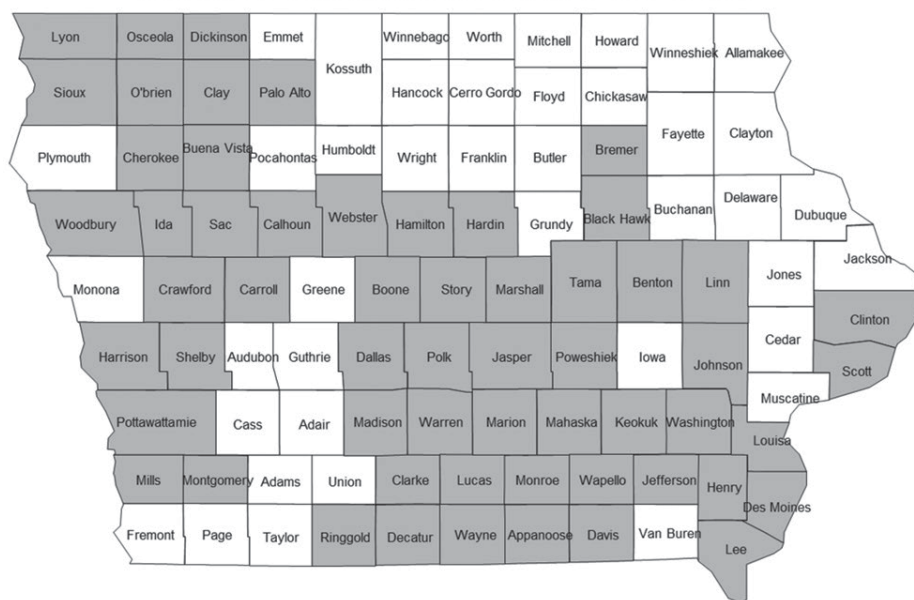 Lyon Osceola Dickinson Emmet Winnebago Worth Mitchell Howard Winneshiek Allamakee
Kossuth
Sioux O'brien Clay Palo Alto Hancock Cerro Gordo Floyd Chickasaw
Plymouth Cherokee Buena Vista Pocahontas Humboldt Wright Franklin Butler Bremer Fayette Clayton
Woodbury Ida Sac Calhoun Webster Hamilton Hardin Grundy Black Hawk Buchanan Delaware Dubuque
Monona Crawford Carroll Greene Boone Story Marshall Tama Benton Linn Jones Jackson
Clinton
Harrison Shelby Audubon Guthrie Dallas Polk Jasper Poweshiek Iowa Johnson Cedar Scott
Muscatine
Pottawattamie Cass Adair Madison Warren Marion Mahaska Keokuk Washington Louisa
Mills Montgomery Adams Union Clarke Lucas Monroe Wapello Jefferson Henry Des Moines
Fremont Page Taylor Ringgold Decatur Wayne Appanoose Davis Van Buren Lee